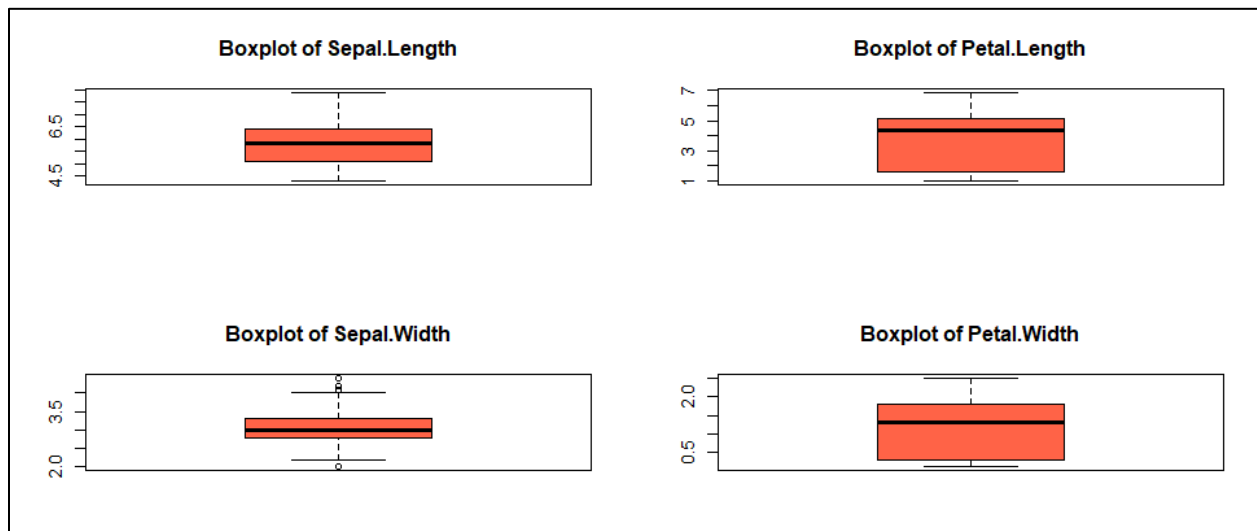 Boxplot of Sepal.Length
6.5
4.5
Boxplot of Petal.Length
7
5
3
1
Boxplot of Sepal.Width
3.5
2.0
Boxplot of Petal.Width
2.0
0.5